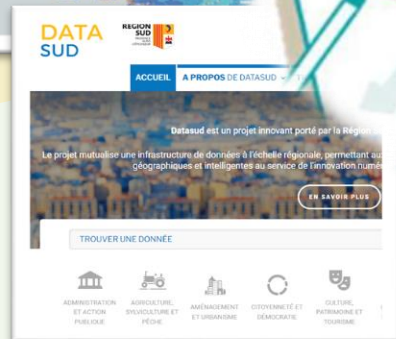 DATA
SUD
REGION
SUD
ACCUEIL
A PROPOS DE DATASUD
Datasud est un projet innovant porté par la Région
Le projet mutualise une infrastructure de données à l'échelle régionale, permettant au
géographiques et intelligentes au service de l'innovation numé
EN SAVOIR PLUS
TROUVER UNE DONNÉE
ADMINISTRATION
ET ACTION
PUBLIQUE
AGRICULTURE,
SYLVICULTURE ET
PÊCHE
AMÉNAGEMENT
ET URBANISME
CITOYENNETÉ ET
DÉMOCRATIE
CULTURE,
PATRIMOINE ET
TOURISME